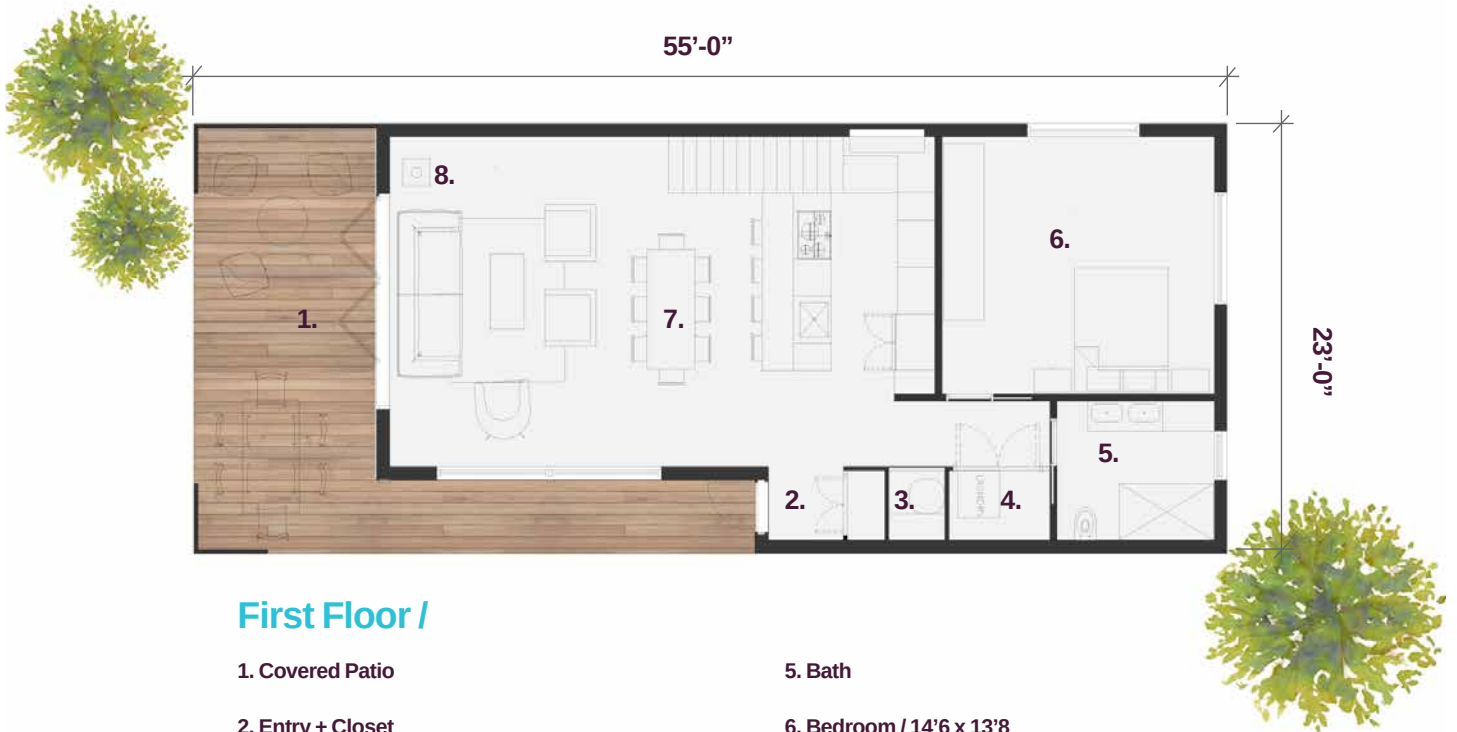 55’-0”
8.
6.
1.
7.
23’-0”
5.
2.
3.
4.
LAUNDRY
First Floor /
1. Covered Patio
5. Bath
2. Entry + Closet
6. Bedroom / 14’6 x 13’8